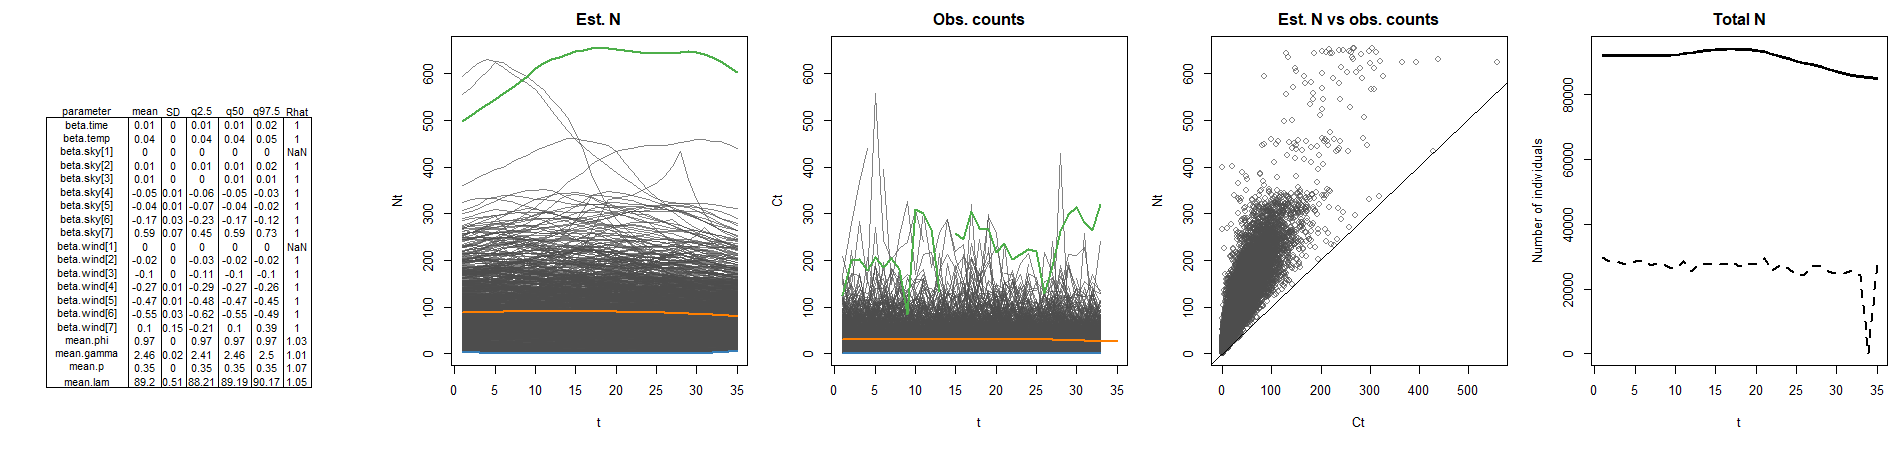 parameter mean SD q2.5 q50 q97.5 Rhat
beta.time 0.01 0 0.01 0.01 0.02 1
beta.temp 0.04 0 0.04 0.04 0.05 1
beta.sky[1] 0 0 0 0 0 NaN
beta.sky[2] 0.01 0 0.01 0.01 0.02 1
beta.sky[3] 0.01 0 0 0.01 0.01 1
beta.sky[4] -0.05 0.01 -0.06 -0.05 -0.03 1
beta.sky[5] -0.04 0.01 -0.07 -0.04 -0.02 1
beta.sky[6] -0.17 0.03 -0.23 -0.17 -0.12 1
beta.sky[7] 0.59 0.07 0.45 0.59 0.73 1
beta.wind[1] 0 0 0 0 0 NaN
beta.wind[2] -0.02 0 -0.03 -0.02 -0.02 1
beta.wind[3] -0.1 0 -0.11 -0.1 -0.1 1
beta.wind[4] -0.27 0.01 -0.29 -0.27 -0.26 1
beta.wind[5] -0.47 0.01 -0.48 -0.47 -0.45 1
beta.wind[6] -0.55 0.03 -0.62 -0.55 -0.49 1
beta.wind[7] 0.1 0.15 -0.21 0.1 0.39 1
mean.phi 0.97 0 0.97 0.97 0.97 1.03
mean.gamma 2.46 0.02 2.41 2.46 2.5 1.01
mean.p 0.35 0 0.35 0.35 0.35 1.07
mean.lam 89.2 0.51 88.21 89.19 90.17 1.05
Est. N
Nt
600
500
400
300
200
100
0
0 5 10 15 20 25 30 35
t
Obs. counts
Ct
600
500
400
300
200
100
0
0 5 10 15 20 25 30 35
t
Est. N vs obs. counts
Nt
600
500
400
300
200
100
0
0 100 200 300 400 500
Ct
Total N
Number of individuals
80000
60000
40000
20000
0
0 5 10 15 20 25 30 35
t